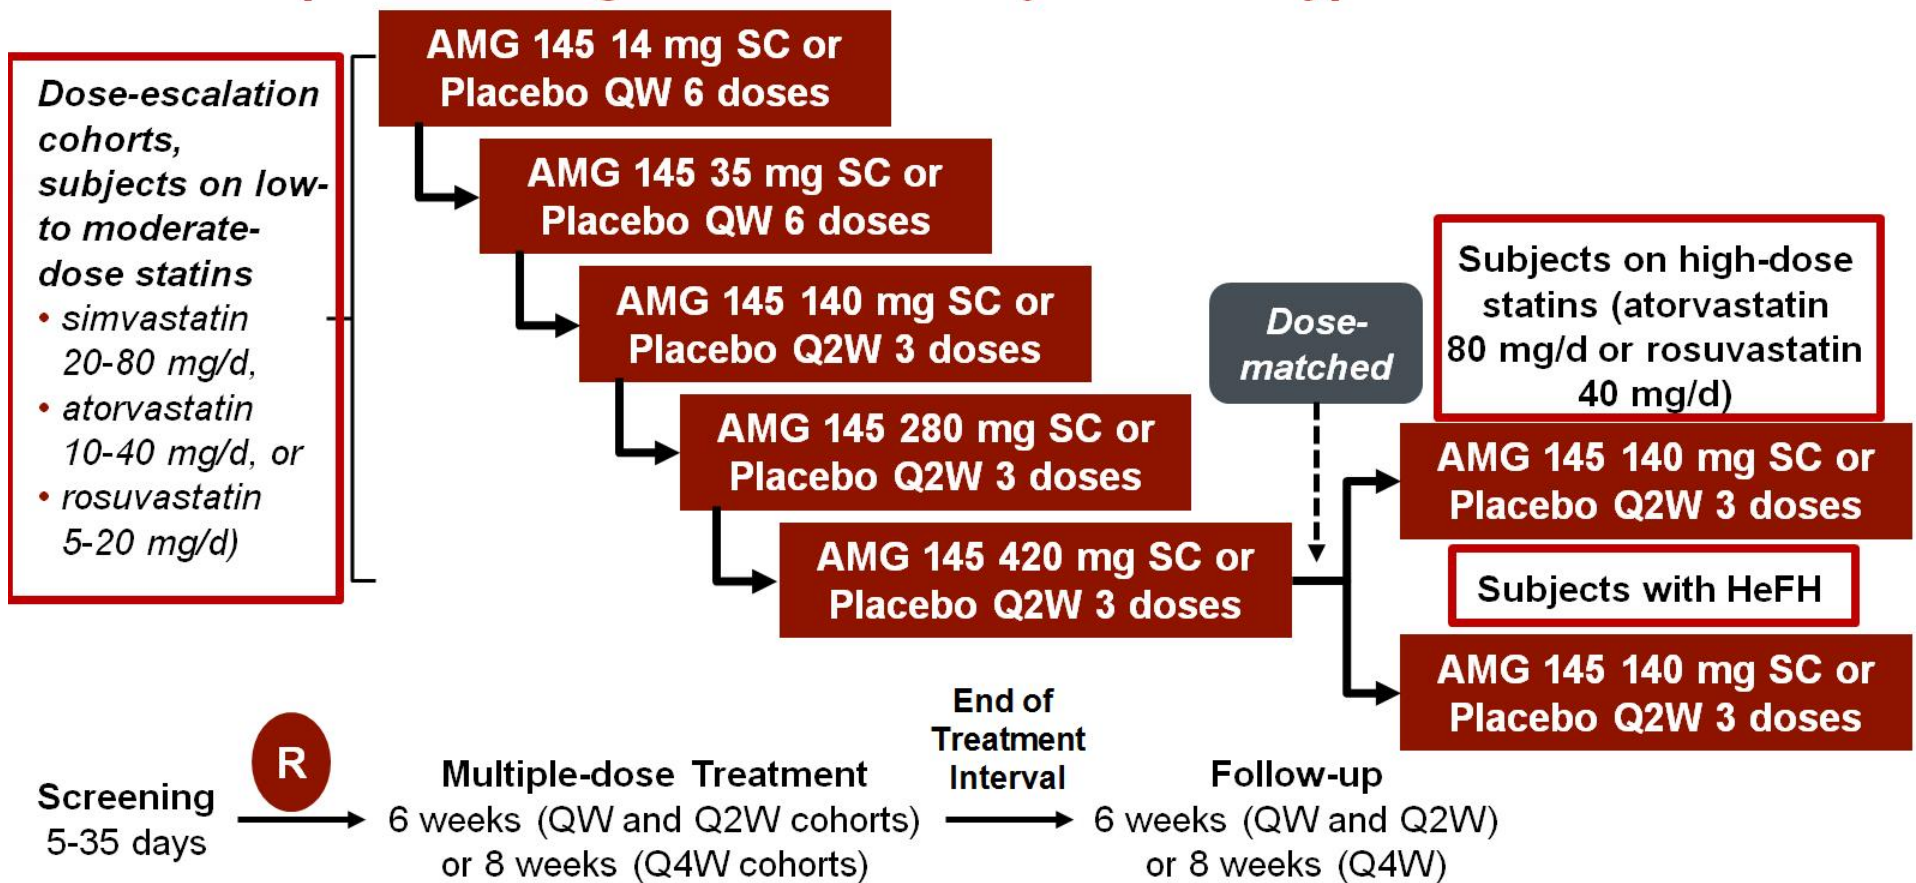 Dose-escalation
cohorts,
subjects on low-
to moderate-
dose statins
• simvastatin
20-80 mg/d,
• atorvastatin
10-40 mg/d, or
• rosuvastatin
5-20 mg/d)
AMG 145 14 mg SC or
Placebo QW 6 doses
AMG 145 35 mg SC or
Placebo QW 6 doses
AMG 145 140 mg SC or
Placebo Q2W 3 doses
AMG 145 280 mg SC or
Placebo Q2W 3 doses
AMG 145 420 mg SC or
Placebo Q2W 3 doses
Dose-
matched
Subjects on high-dose
statins (atorvastatin
80 mg/d or rosuvastatin
40 mg/d)
AMG 145 140 mg SC or
Placebo Q2W 3 doses
Subjects with HeFH
AMG 145 140 mg SC or
Placebo Q2W 3 doses
Screening
5-35 days
R
Multiple-dose Treatment
6 weeks (QW and Q2W cohorts)
or 8 weeks (Q4W cohorts)
End of
Treatment
Interval
Follow-up
6 weeks (QW and Q2W)
or 8 weeks (Q4W)